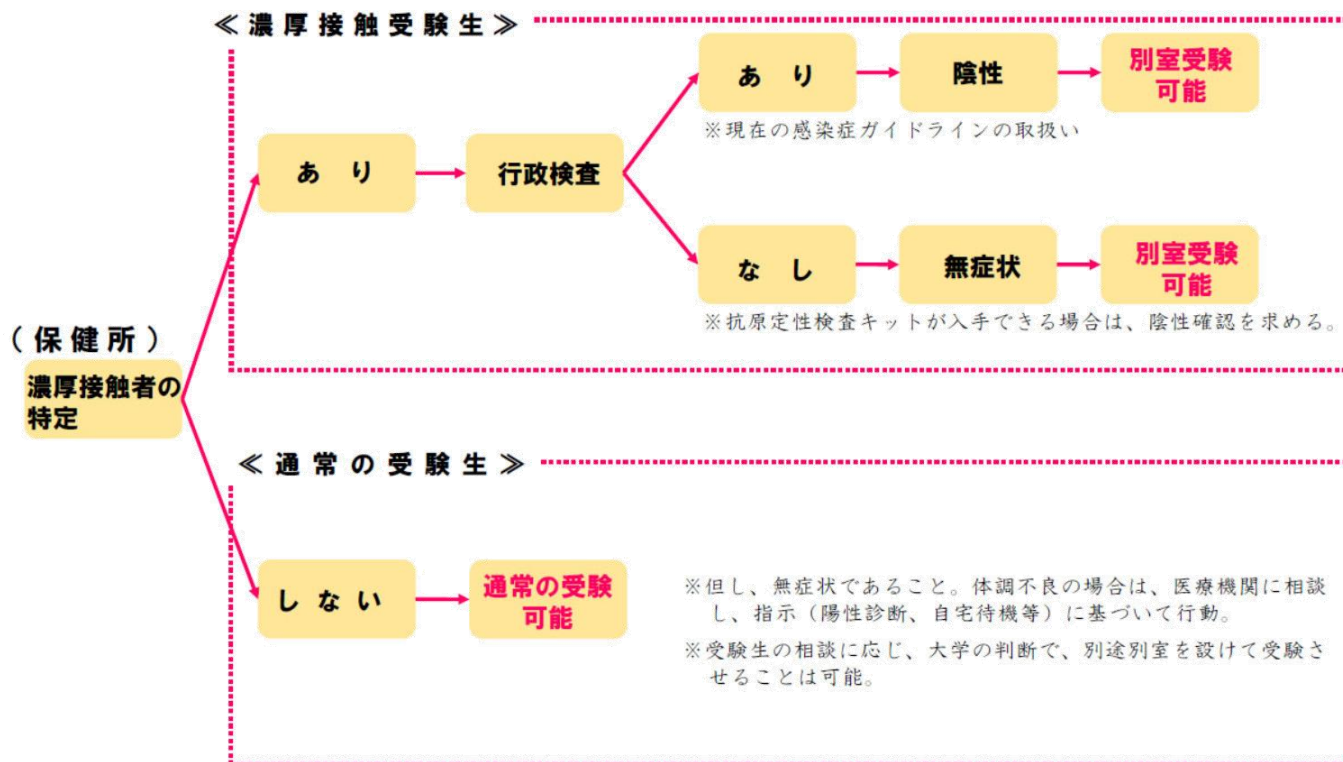 ≪濃厚接触受験生≫
あり
陰性
別室受験
可能
※現在の感染症ガイドラインの取扱い
あり
行政検査
なし
無症状
別室受験
可能
※抗原定性検査キットが入手できる場合は、陰性確認を求める。
（保健所）
濃厚接触者の
特定
≪通常の受験生≫
しない
通常の受験
可能
※但し、無症状であること。体調不良の場合は、医療機関に相談
し、指示（陽性診断、自宅待機等）に基づいて行動。
※受験生の相談に応じ、大学の判断で、別途別室を設けて受験さ
せることは可能。